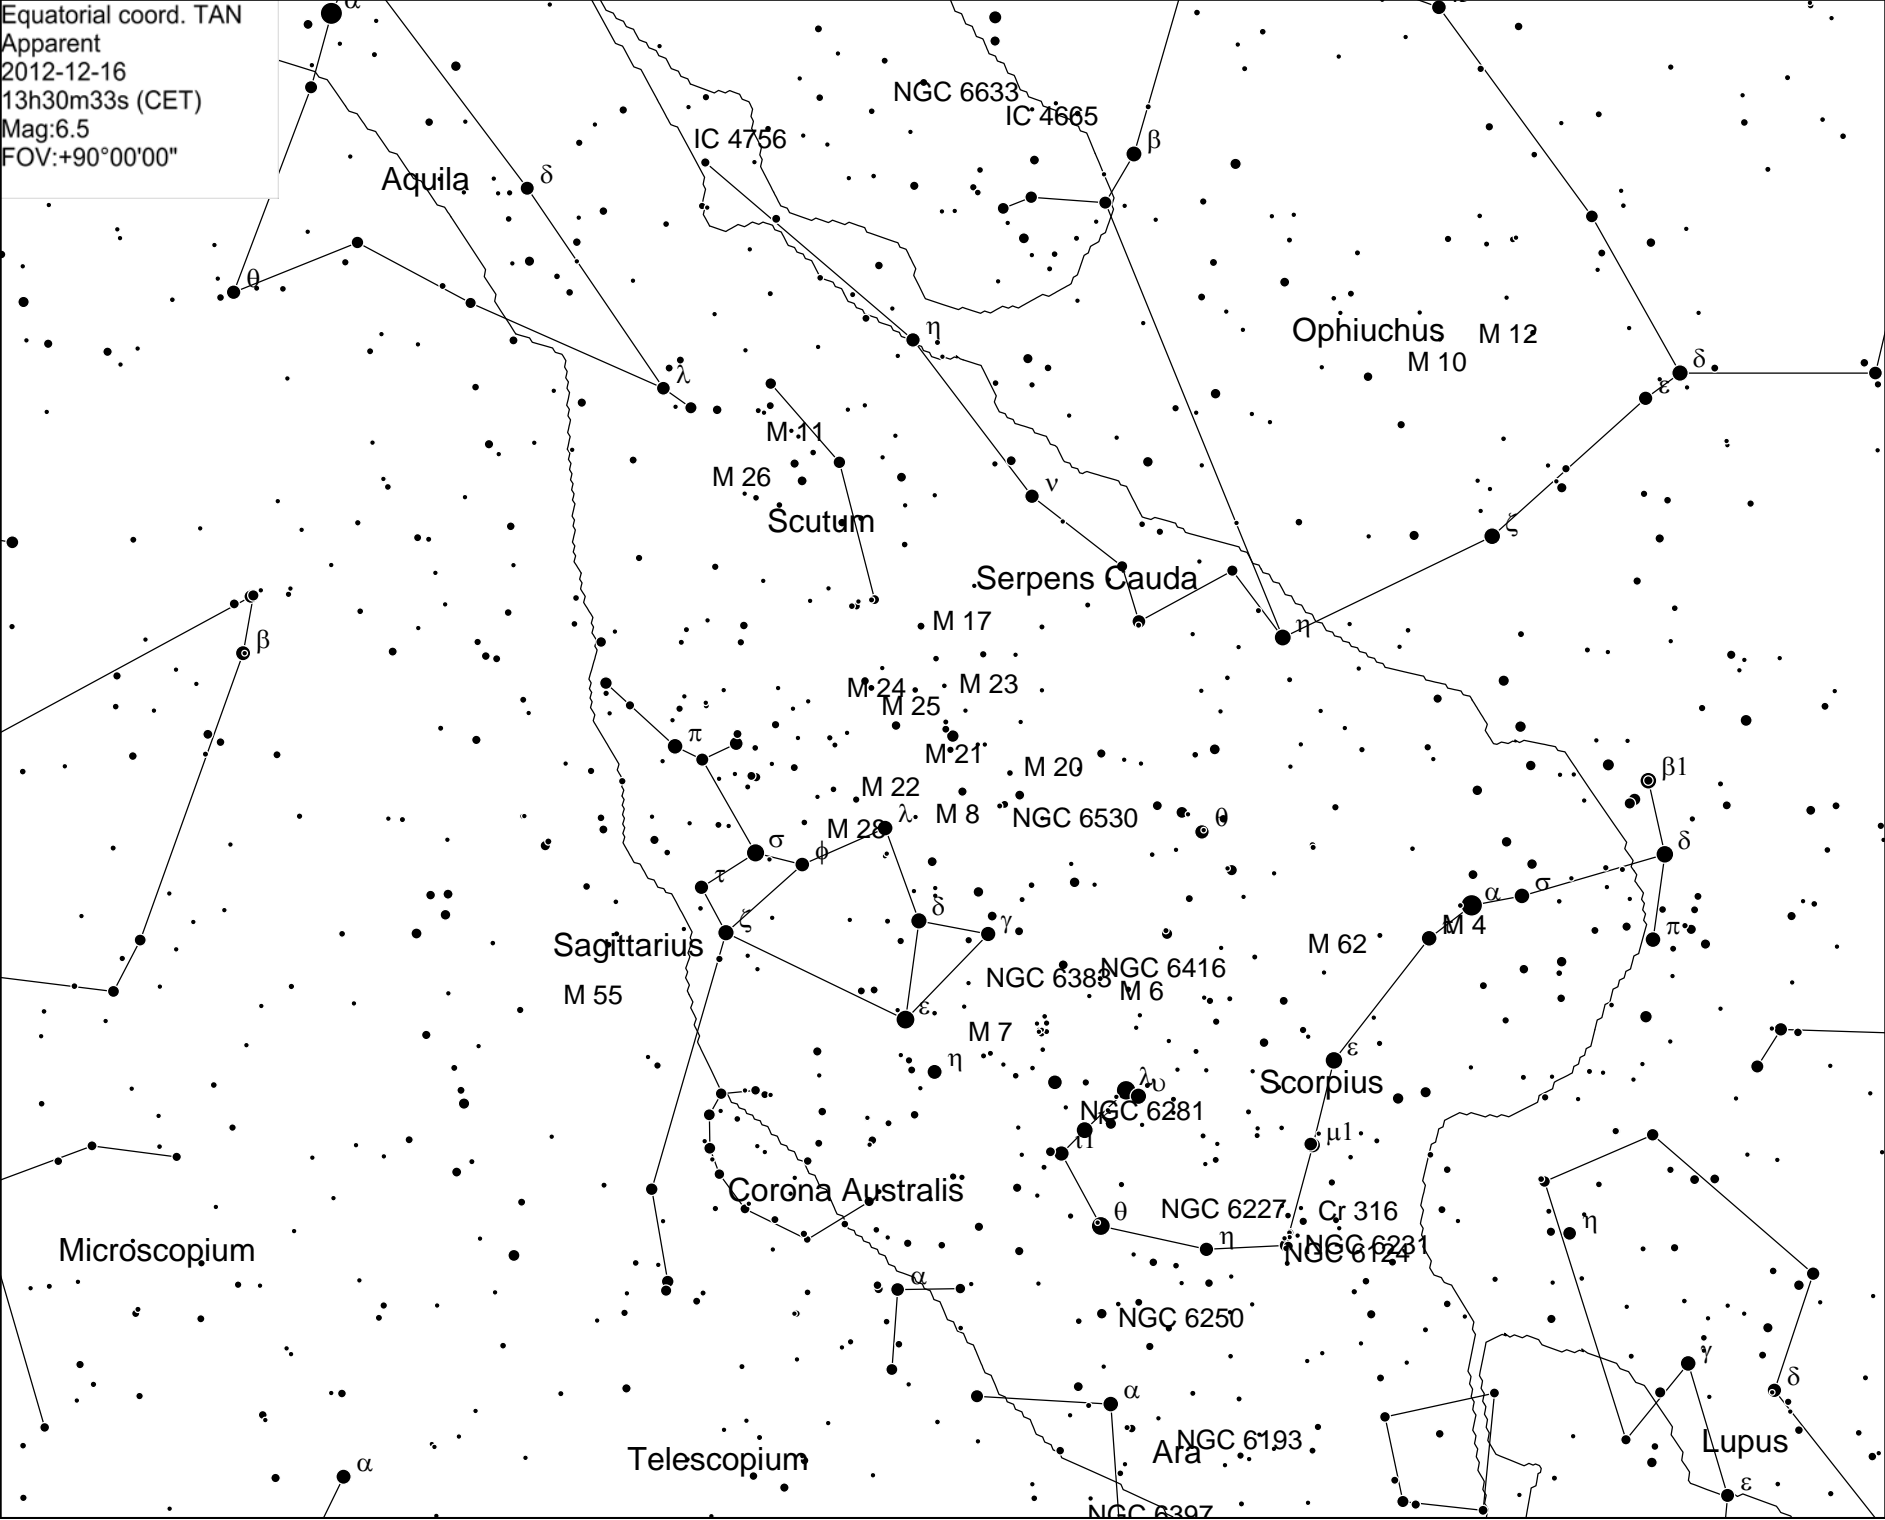 Equatorial coord. TAN
Apparent
2012-12-16
13h30m33s (CET)
Mag:6.5
FOV:+90°00'00"
α
NGC 6633
IC 4665
IC 4756
β
Aquila
δ
θ
η
Ophiuchus
M 12
M 10
δ
ε
λ
M 11
M 26
ν
Scutum
ζ
Serpens Cauda
M 17
η
β
M 24
M 23
M 25
π
M 21
M 20
β1
M 22
λ
M 8
NGC 6530
θ
M 28
σ
φ
δ
τ
α
σ
ζ
δ
γ
M 4
π
Sagittarius
M 62
NGC 6383
NGC 6416
M 6
M 55
ε
M 7
η
ε
Scorpius
λ
υ
NGC 6281
κ
ι1
μ1
Corona Australis
θ
NGC 6227
Cr 316
η
NGC 6231
NGC 6124
η
Microscopium
α
NGC 6250
γ
δ
α
Telescopium
Ara
NGC 6193
Lupus
α
ε
NGC 6397